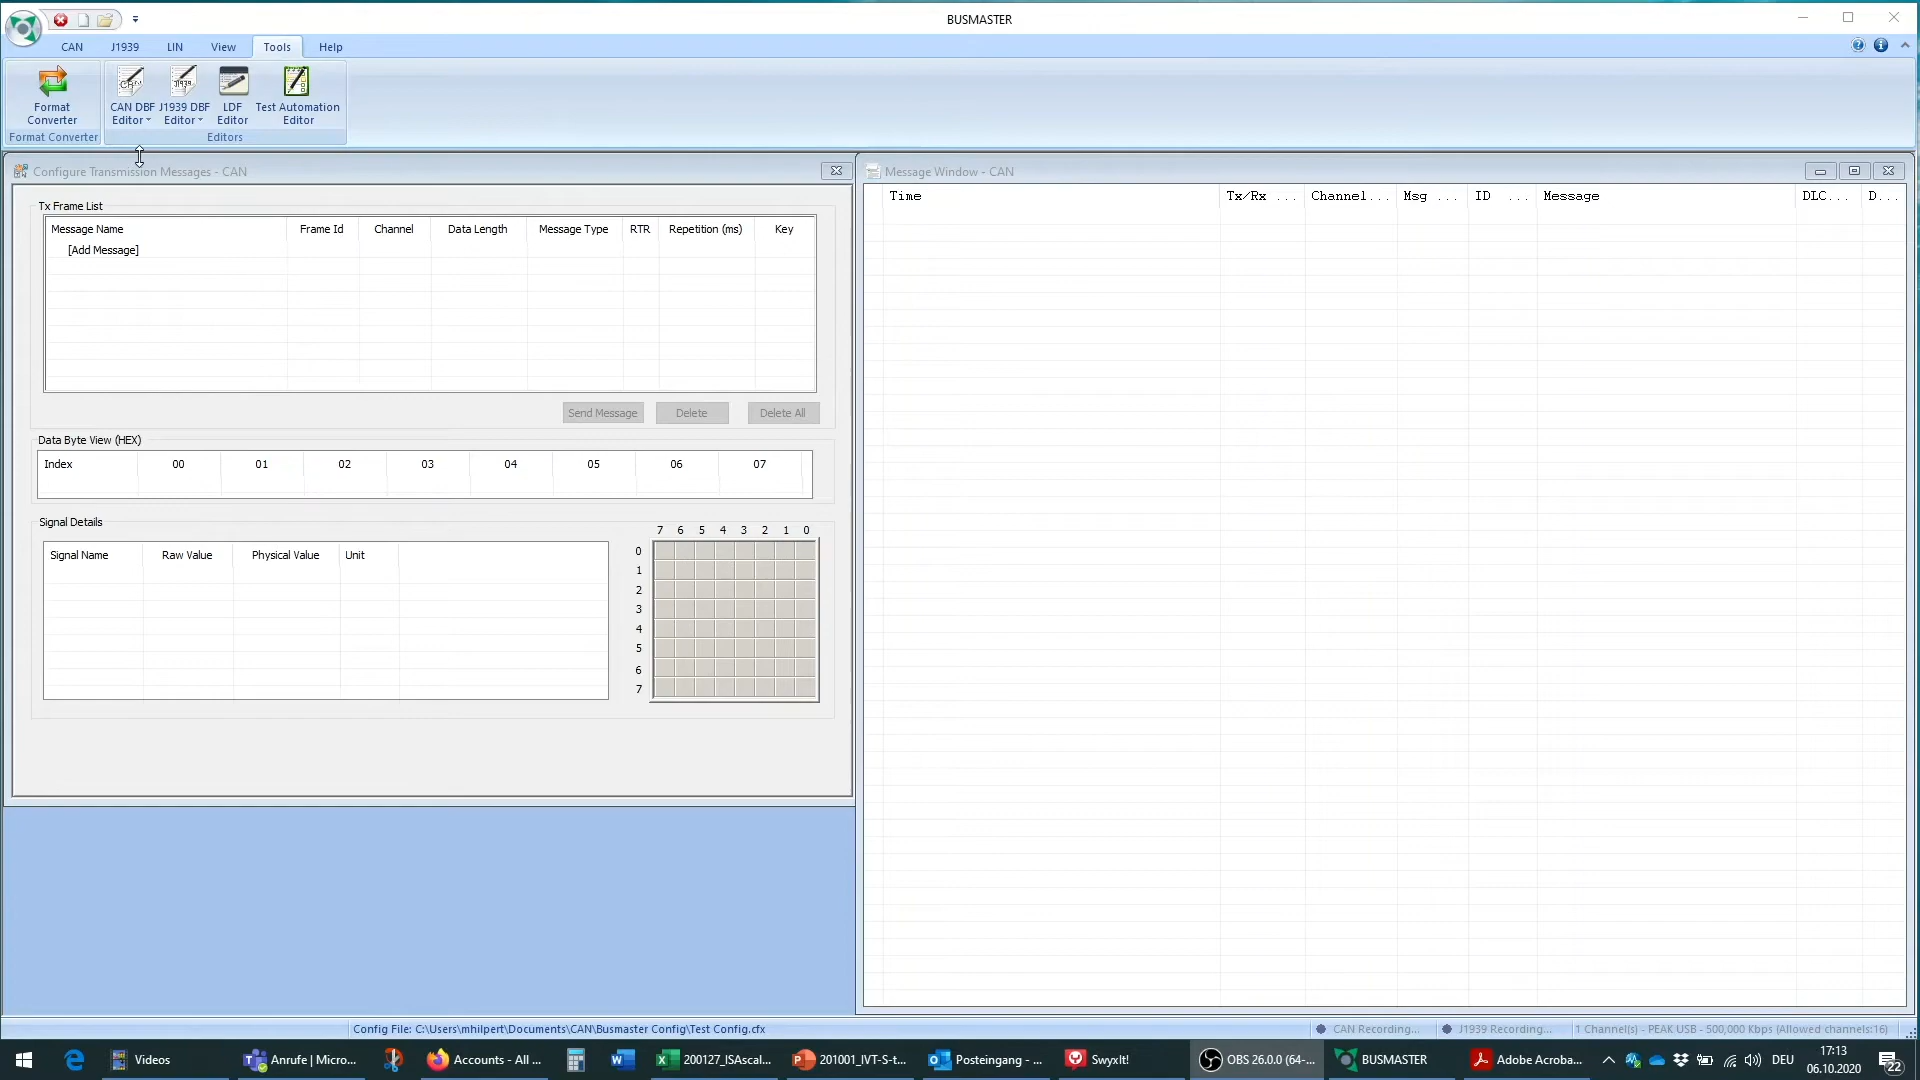 BUSMASTER
CAN J1939 LIN View Tools Help
Format
Converter
CAN DBF
Editor
J1939 DBF
Editor
LDF
Editor
Test Automation
Editor
Format Converter
Editors
Configure Transmission Messages - CAN
Tx Frame List
Message Name Frame Id Channel Data Length Message Type RTR Repetition (ms) Key
[Add Message]
Send Message Delete Delete All
Data Byte View (HEX)
Index 00 01 02 03 04 05 06 07
Signal Details
7 6 5 4 3 2 1 0
Signal Name Raw Value Physical Value Unit
0
1
2
3
4
5
6
7
Message Window - CAN
Time Tx/Rx ... Channel... Msg ... ID ... Message DLC... D...
Config File: C:\Users\mhilpert\Documents\CAN\Busmaster Config\Test Config.cfx
CAN Recording... J1939 Recording... 1 Channel(s) - PEAK USB - 500,000 Kbps (Allowed channels:16)
Videos Anrufe | Micro... Accounts - All ... 200127_ISAscal... 201001_IVT-S-t... Posteingang - ... SwyxIt! OBS 26.0.0 (64-... BUSMASTER Adobe Acroba... DEU
17:13
06.10.2020
22